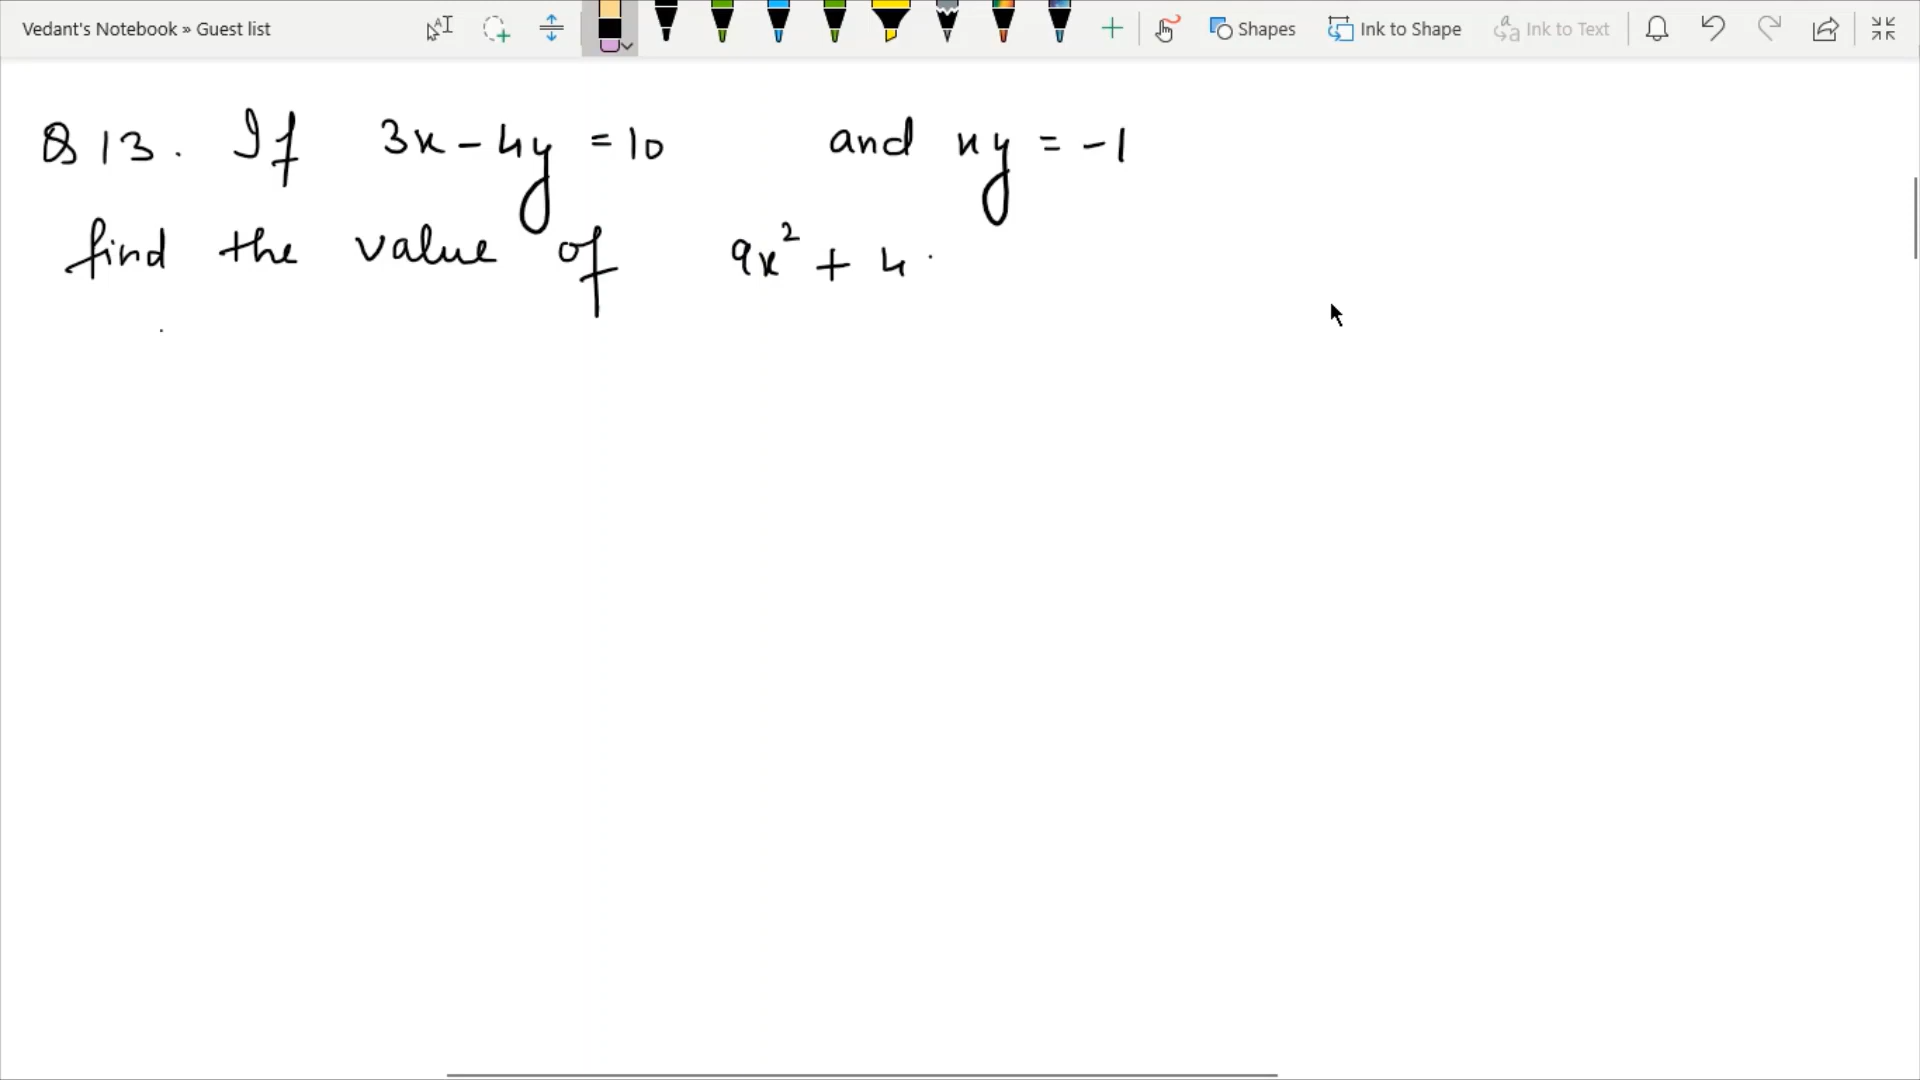 Vedant's Notebook » Guest list
Shapes
Ink to Shape
Ink to Text
Q 13. If 3x - 4y = 10 and xy = -1
find the value of 9x² + 4